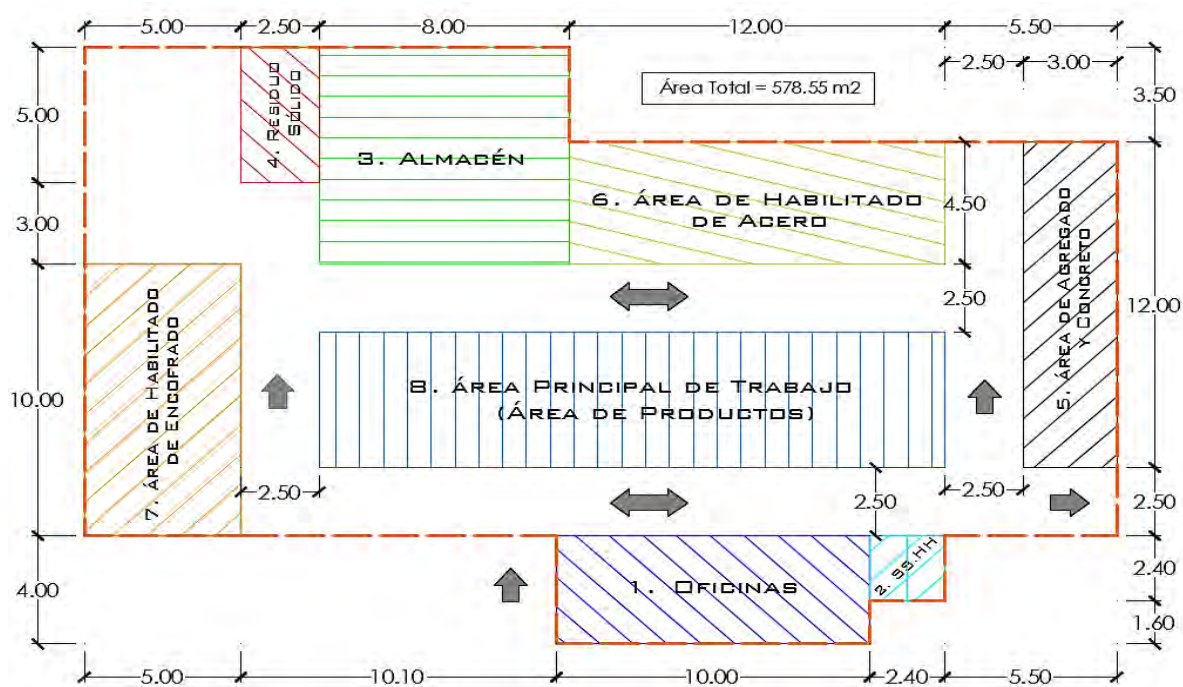 5.00
2.50
8.00
12.00
5.50
2.50
3.00
Área Total = 578.55 m2
3.50
5.00
4. Residuo
Sólido
3. Almacén
6. Área de Habilitado
de Acero
4.50
3.00
2.50
5. Área de Agregado
y Concreto
12.00
10.00
7. Área de Habilitado
de Encofrado
8. Área Principal de Trabajo
(Área de Productos)
2.50
2.50
2.50
2.50
4.00
1. Oficinas
2. SS.HH
2.40
1.60
5.00
10.10
10.00
2.40
5.50